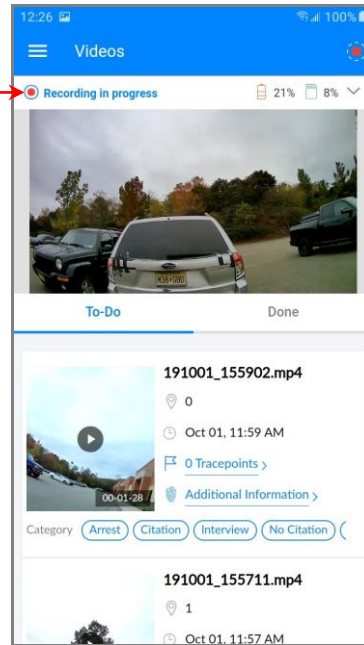 12:26 100%
Videos
Recording in progress 21% 8%
To-Do Done
191001_155902.mp4
0
Oct 01, 11:59 AM
0 Tracepoints >
00-01-28
Additional Information >
Category Arrest Citation Interview No Citation
191001_155711.mp4
1
Oct 01, 11:57 AM